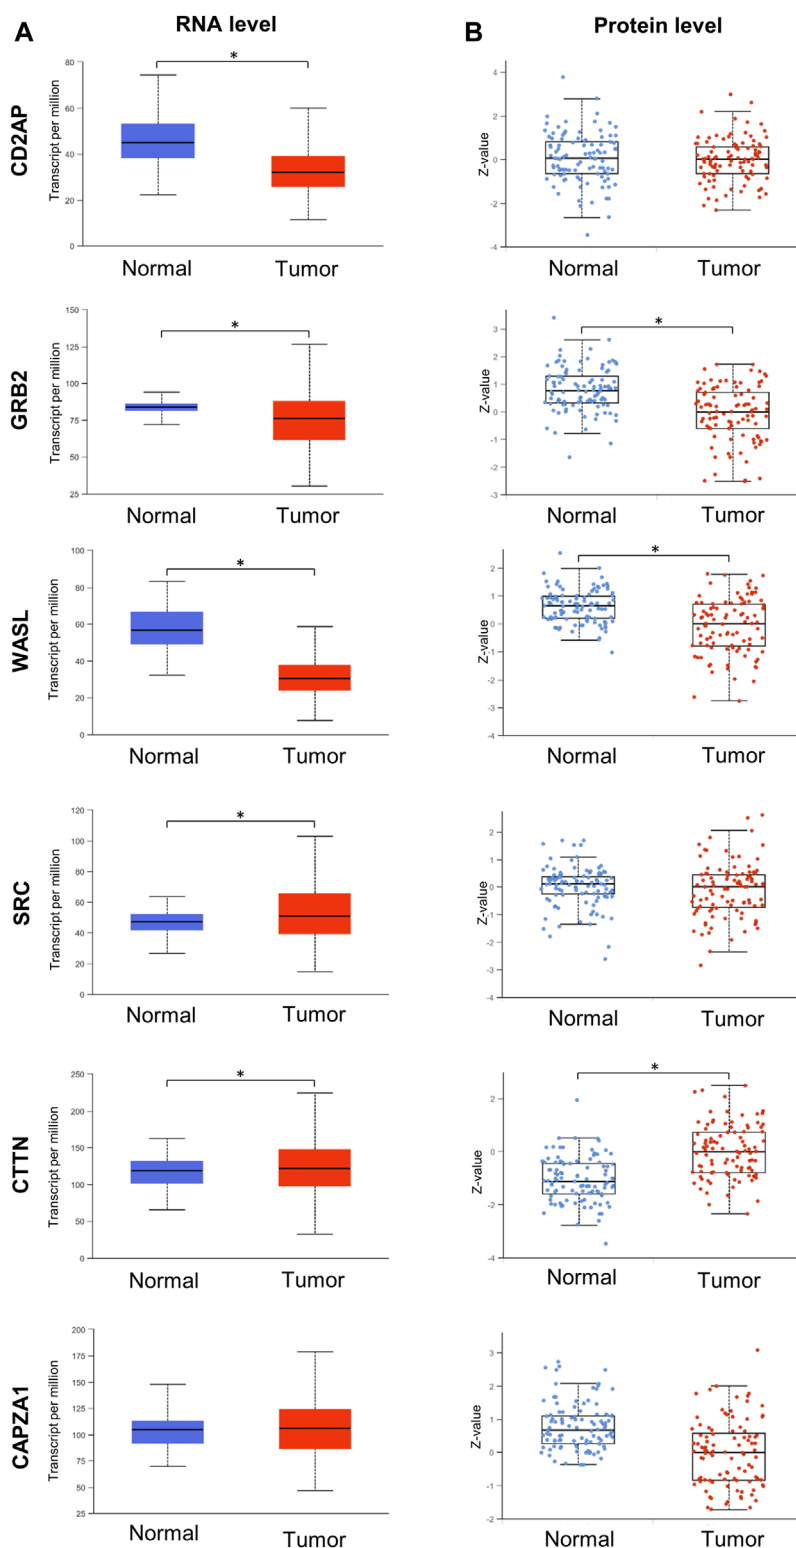 A
RNA level
B
Protein level
CD2AP
Transcript per million
80
60
40
20
0
*
Normal
Tumor
Z-value
4
2
0
-2
-4
Normal
Tumor
GRB2
Transcript per million
150
125
100
75
50
25
*
Normal
Tumor
Z-value
3
2
1
0
-1
-2
-3
*
Normal
Tumor
WASL
Transcript per million
100
80
60
40
20
0
*
Normal
Tumor
Z-value
2
1
0
-1
-2
-3
-4
*
Normal
Tumor
SRC
Transcript per million
120
100
80
60
40
20
0
*
Normal
Tumor
Z-value
2
1
0
-1
-2
-3
-4
Normal
Tumor
CTTN
Transcript per million
250
200
150
100
50
0
*
Normal
Tumor
Z-value
2
0
-2
-4
*
Normal
Tumor
CAPZA1
Transcript per million
200
175
150
125
100
75
50
25
Normal
Tumor
Z-value
3
2
1
0
-1
-2
Normal
Tumor